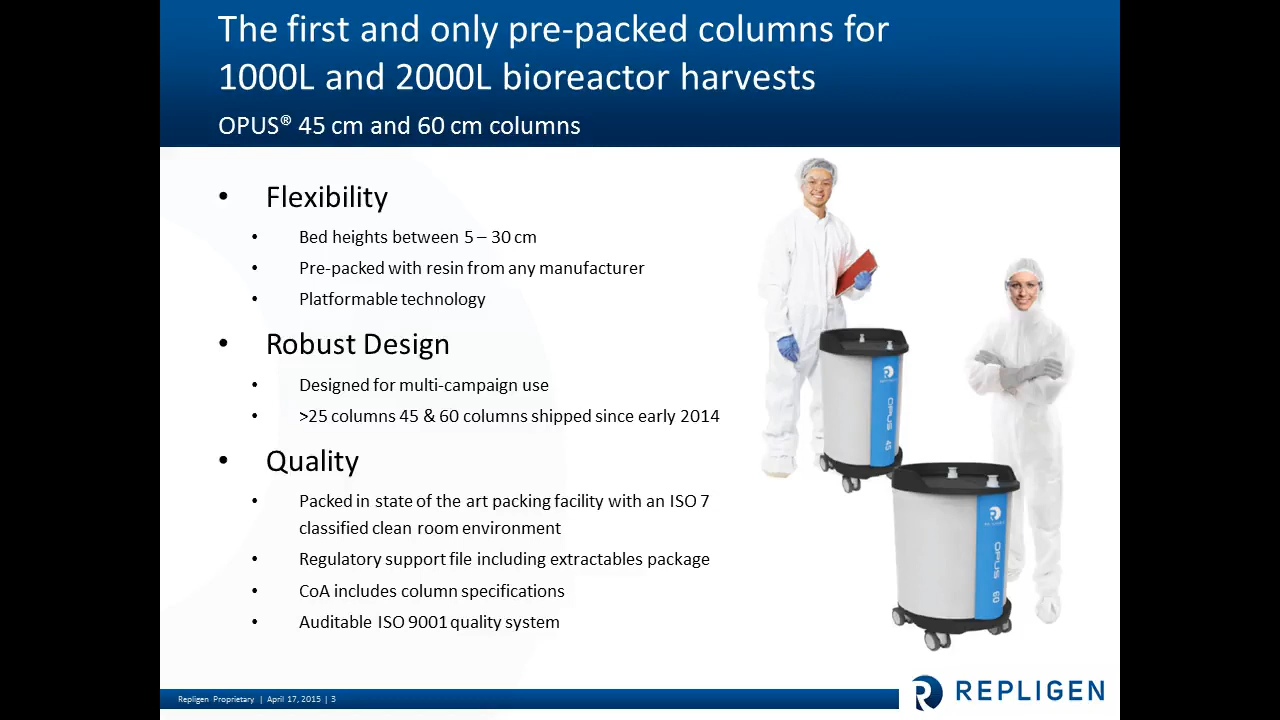 The first and only pre-packed columns for
1000L and 2000L bioreactor harvests
OPUS® 45 cm and 60 cm columns
• Flexibility
• Bed heights between 5 – 30 cm
• Pre-packed with resin from any manufacturer
• Platformable technology
• Robust Design
• Designed for multi-campaign use
• >25 columns 45 & 60 columns shipped since early 2014
• Quality
• Packed in state of the art packing facility with an ISO 7
classified clean room environment
• Regulatory support file including extractables package
• CoA includes column specifications
• Auditable ISO 9001 quality system
OPUS 45
OPUS 60
Repligen Proprietary | April 17, 2015 | 3
REPLIGEN